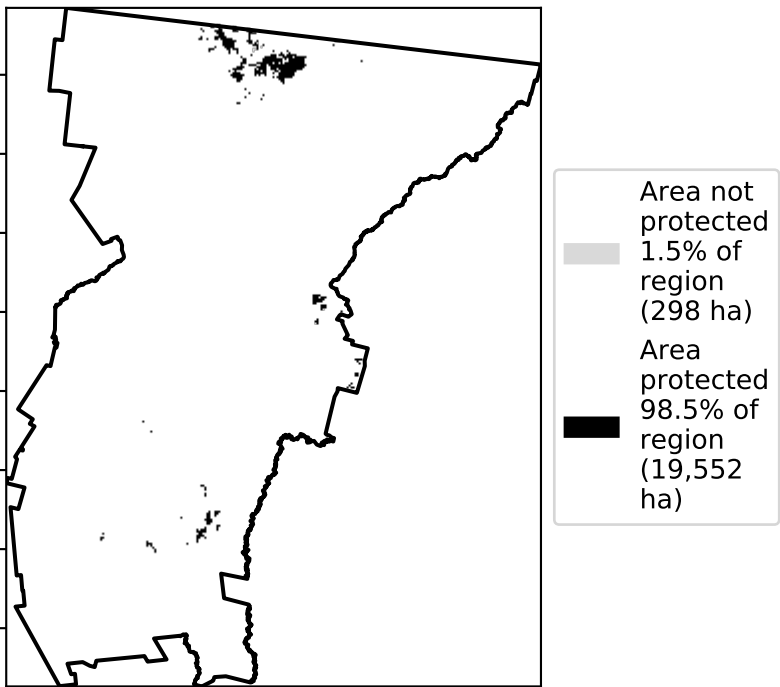 Area not
protected
1.5% of
region
(298 ha)
Area
protected
98.5% of
region
(19,552
ha)